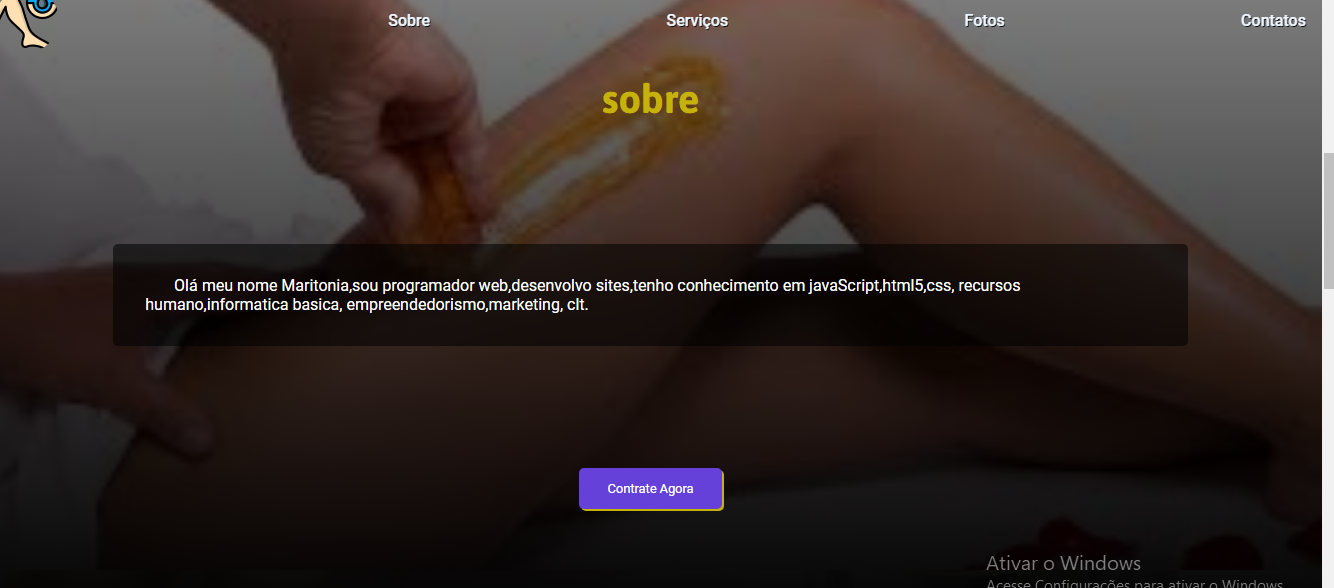 Sobre Serviços Fotos Contatos
sobre
Olá meu nome Maritonia,sou programador web,desenvolvo sites,tenho conhecimento em javaScript,html5,css, recursos
humano,informatica basica, empreendedorismo,marketing, clt.
Contrate Agora
Ativar o Windows
Acesse Configurações para ativar o Windows.